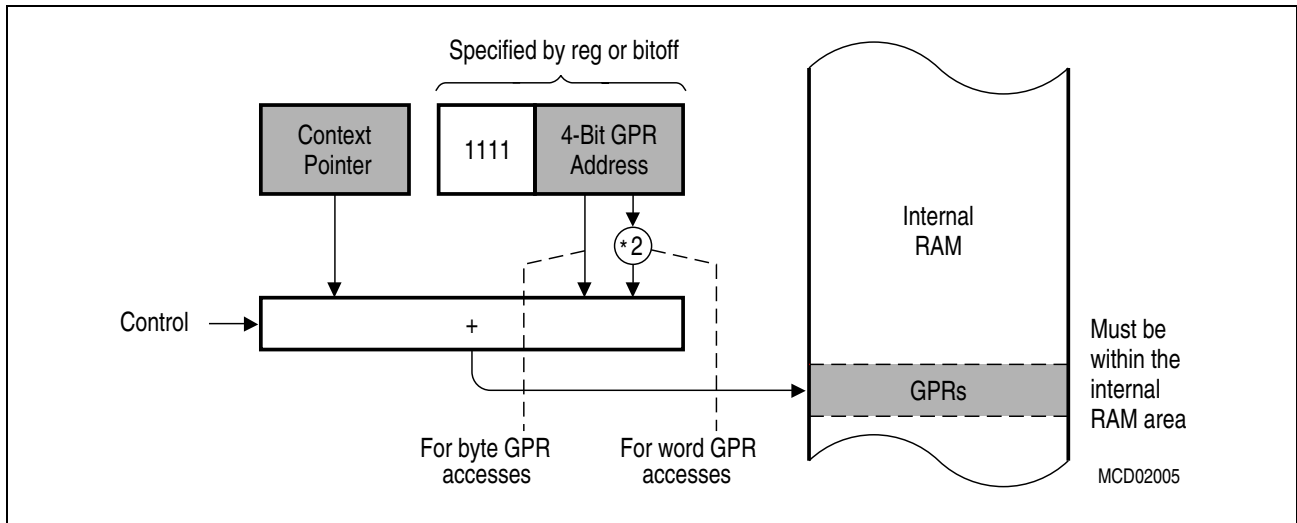 Specified by reg or bitoff
Context
Pointer
1111
4-Bit GPR
Address
*2
Control
+
For byte GPR
accesses
For word GPR
accesses
Internal
RAM
GPRs
Must be
within the
internal
RAM area
MCD02005